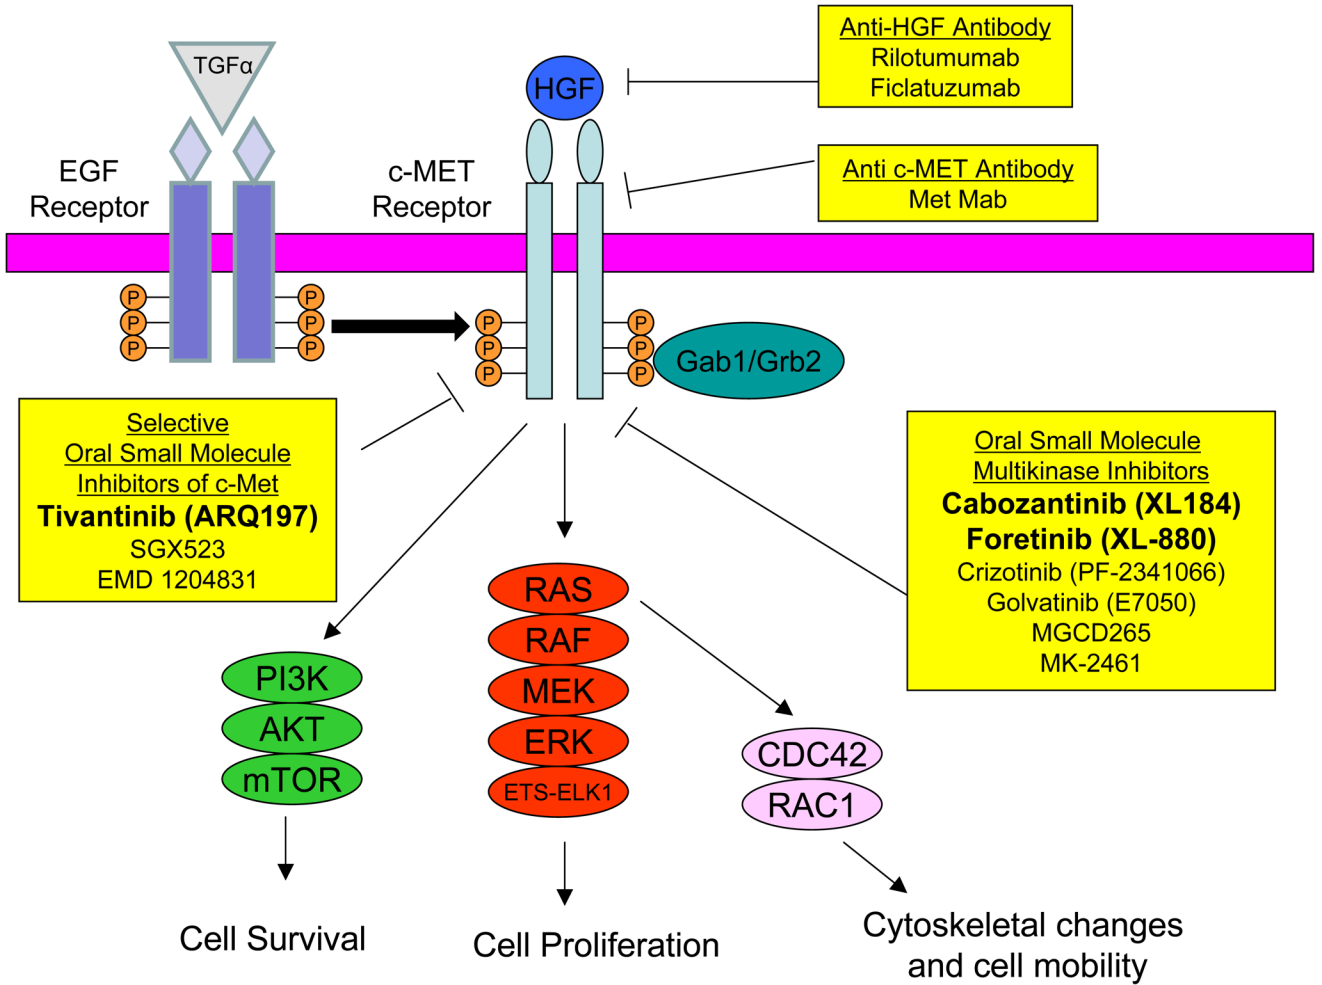 Anti-HGF Antibody
Rilotumumab
Ficlatuzumab
TGFα
HGF
EGF
Receptor
c-MET
Receptor
Anti c-MET Antibody
Met Mab
P
P
P
P
P
P
P
P
P
P
P
P
Gab1/Grb2
Selective
Oral Small Molecule
Inhibitors of c-Met
Tivantinib (ARQ197)
SGX523
EMD 1204831
Oral Small Molecule
Multikinase Inhibitors
Cabozantinib (XL184)
Foretinib (XL-880)
Crizotinib (PF-2341066)
Golvatinib (E7050)
MGCD265
MK-2461
PI3K
AKT
mTOR
RAS
RAF
MEK
ERK
ETS-ELK1
CDC42
RAC1
Cell Survival
Cell Proliferation
Cytoskeletal changes
and cell mobility